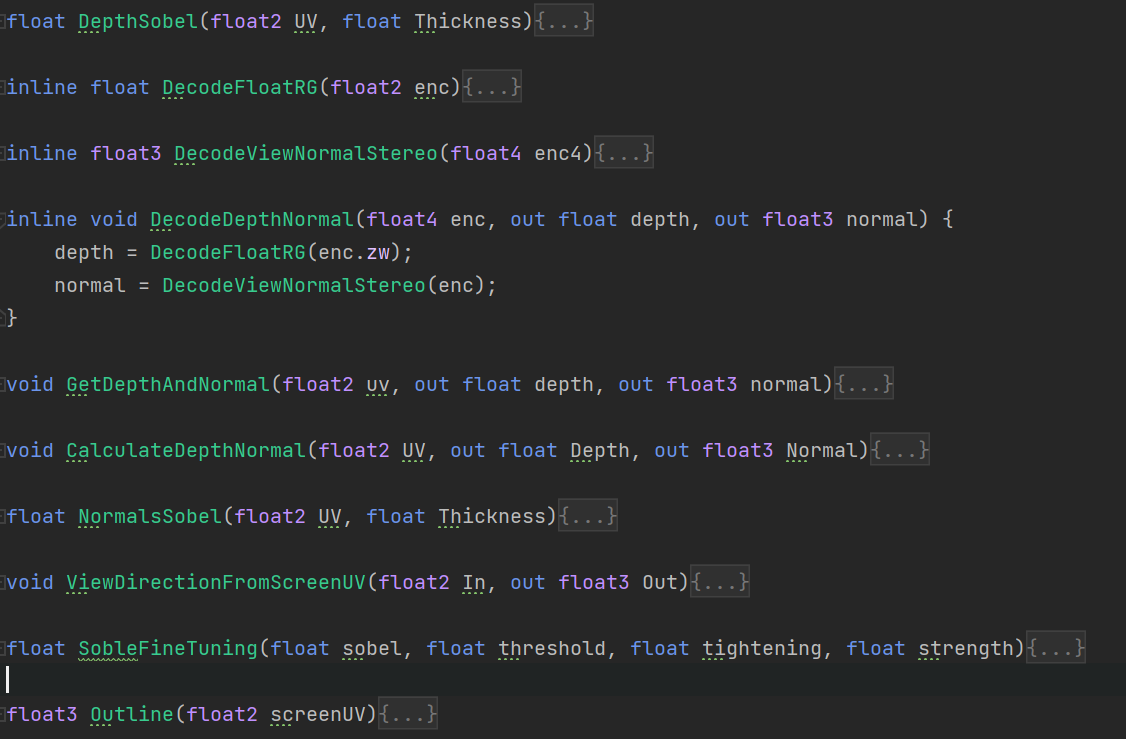 float DepthSobel(float2 UV, float Thickness){...}
inline float DecodeFloatRG(float2 enc){...}
inline float3 DecodeViewNormalStereo(float4 enc4){...}
inline void DecodeDepthNormal(float4 enc, out float depth, out float3 normal) {
depth = DecodeFloatRG(enc.zw);
normal = DecodeViewNormalStereo(enc);
}
void GetDepthAndNormal(float2 uv, out float depth, out float3 normal){...}
void CalculateDepthNormal(float2 UV, out float Depth, out float3 Normal){...}
float NormalsSobel(float2 UV, float Thickness){...}
void ViewDirectionFromScreenUV(float2 In, out float3 Out){...}
float SobleFineTuning(float sobel, float threshold, float tightening, float strength){...}
float3 Outline(float2 screenUV){...}